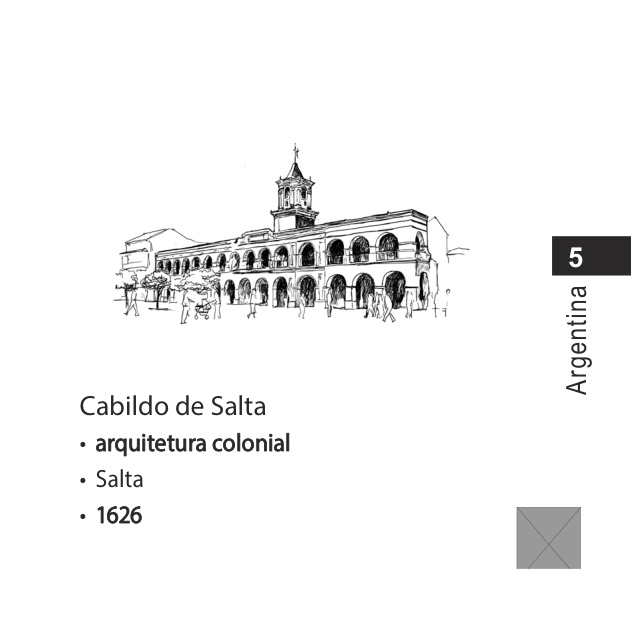 5
Argentina
Cabildo de Salta
• arquitetura colonial
• Salta
• 1626